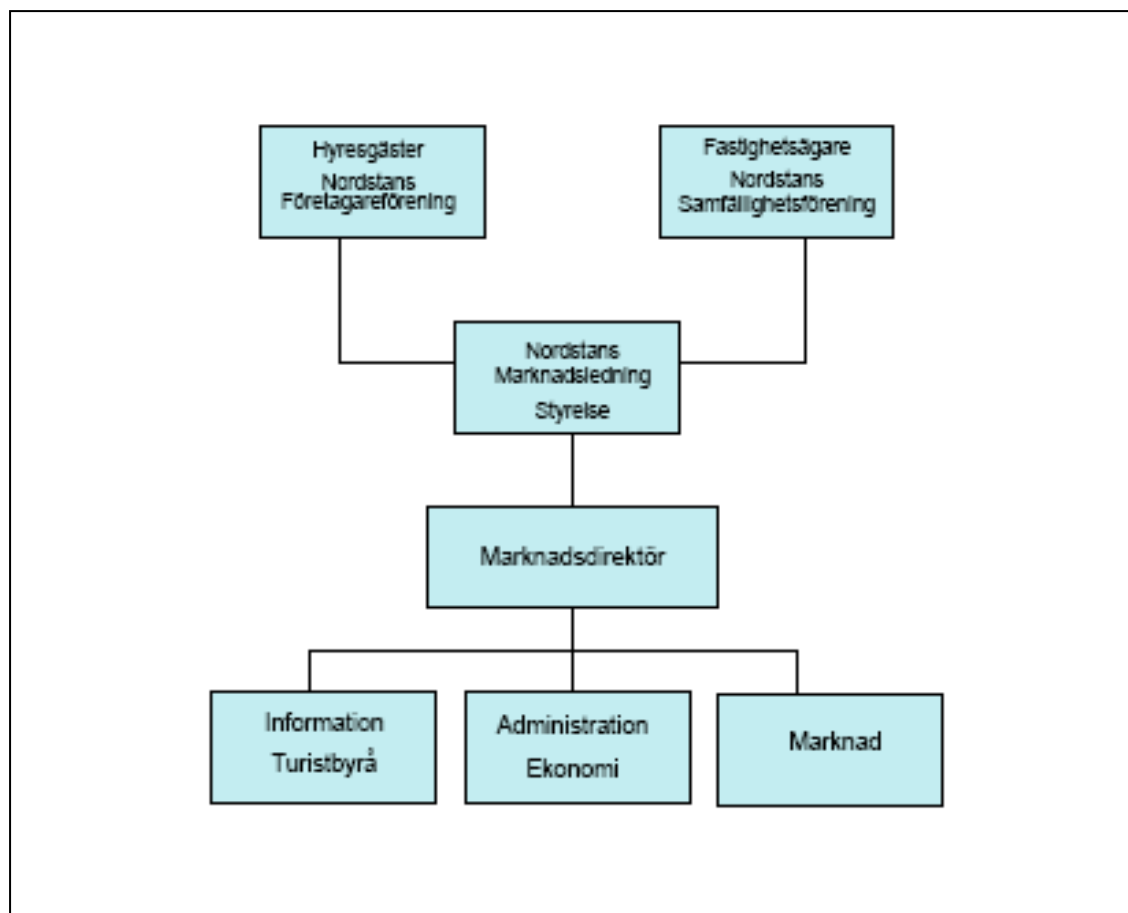 Hyresgäster
Nordstans
Företagareförening
Fastighetsägare
Nordstans
Samfällighetsförening
Nordstans
Marknadsledning
Styrelse
Marknadsdirektör
Information
Turistbyrå
Administration
Ekonomi
Marknad